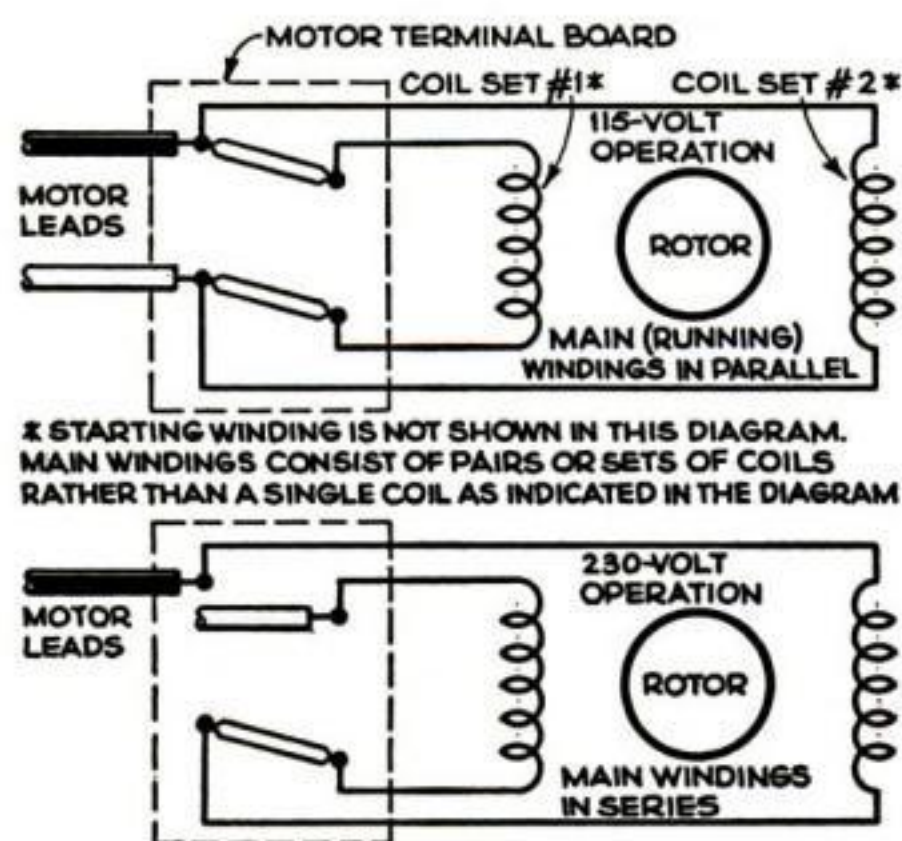 MOTOR TERMINAL BOARD
COIL SET #1*
COIL SET #2*
115-VOLT
OPERATION
MOTOR
LEADS
ROTOR
MAIN (RUNNING)
WINDINGS IN PARALLEL
* STARTING WINDING IS NOT SHOWN IN THIS DIAGRAM.
MAIN WINDINGS CONSIST OF PAIRS OR SETS OF COILS
RATHER THAN A SINGLE COIL AS INDICATED IN THE DIAGRAM
230-VOLT
OPERATION
MOTOR
LEADS
ROTOR
MAIN WINDINGS
IN SERIES